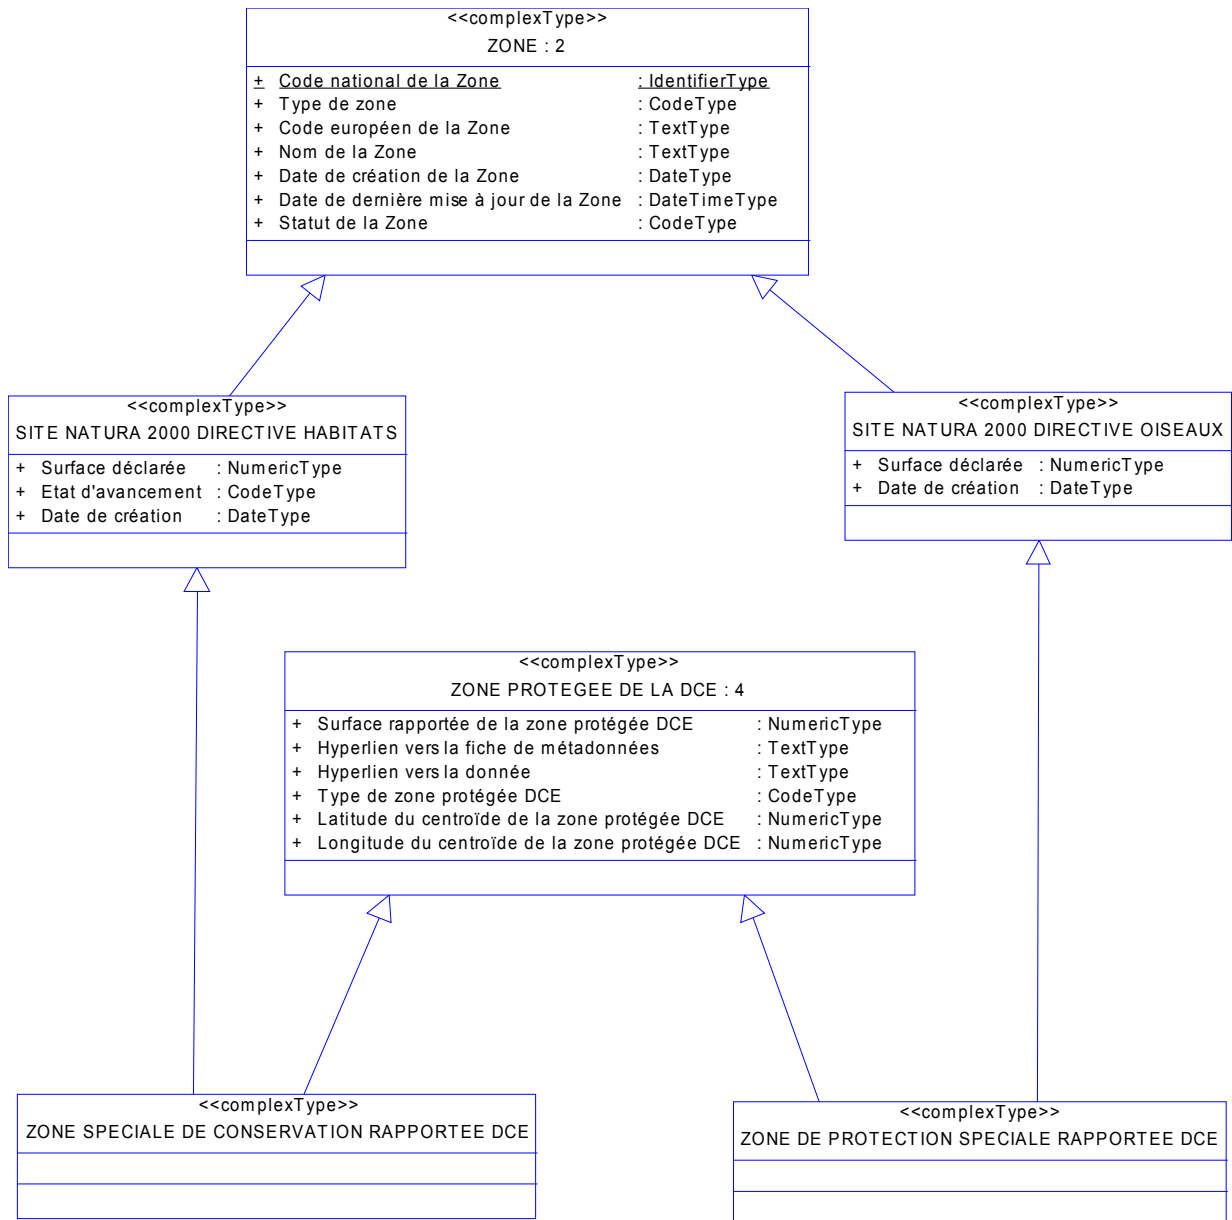 <<complexType>>
ZONE : 2
+ Code national de la Zone : IdentifierType
+ Type de zone : CodeType
+ Code européen de la Zone : TextType
+ Nom de la Zone : TextType
+ Date de création de la Zone : DateType
+ Date de dernière mise à jour de la Zone : DateTimeType
+ Statut de la Zone : CodeType
<<complexType>>
SITE NATURA 2000 DIRECTIVE HABITATS
+ Surface déclarée : NumericType
+ Etat d'avancement : CodeType
+ Date de création : DateType
<<complexType>>
SITE NATURA 2000 DIRECTIVE OISEAUX
+ Surface déclarée : NumericType
+ Date de création : DateType
<<complexType>>
ZONE PROTEGEE DE LA DCE : 4
+ Surface rapportée de la zone protégée DCE : NumericType
+ Hyperlien vers la fiche de métadonnées : TextType
+ Hyperlien vers la donnée : TextType
+ Type de zone protégée DCE : CodeType
+ Latitude du centroïde de la zone protégée DCE : NumericType
+ Longitude du centroïde de la zone protégée DCE : NumericType
<<complexType>>
ZONE SPECIALE DE CONSERVATION RAPPORTEE DCE
<<complexType>>
ZONE DE PROTECTION SPECIALE RAPPORTEE DCE